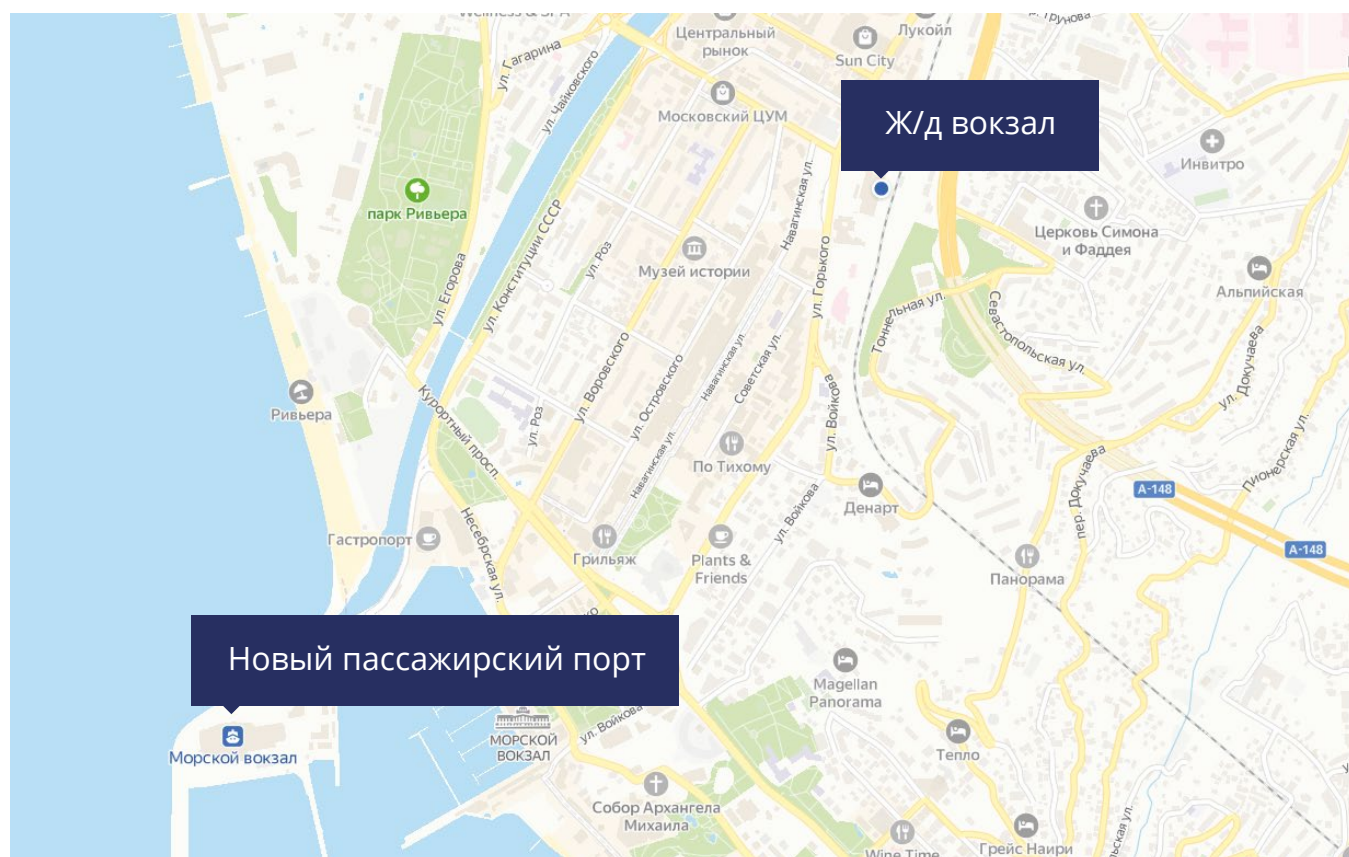 Wellness & SPA
ул. Гагарина
ул. Чайковского
Центральный
рынок
Лукойл
Sun City
Трунова
Московский ЦУМ
Ж/д вокзал
Инвитро
парк Ривьера
Церковь Симона
и Фаддея
Навагинская ул.
ул. Роз
Музей истории
ул. Конституции СССР
ул. Егорова
ул. Горького
Альпийская
Тоннельная ул.
Севастопольская ул.
ул. Докучаева
ул. Воровского
ул. Островского
Навагинская ул.
Советская ул.
ул. Войкова
Ривьера
Курортный просп.
ул. Роз
По Тихому
Навагинская ул.
Пионерская ул.
пер. Докучаева
А-148
Денарт
ул. Войкова
Гастропорт
Несебрская ул.
Грильяж
Plants &
Friends
Панорама
А-148
Новый пассажирский порт
Magellan
Panorama
ул. Войкова
МОРСКОЙ
ВОКЗАЛ
Морской вокзал
Тепло
Собор Архангела
Михаила
Wine Time
Грейс Наири